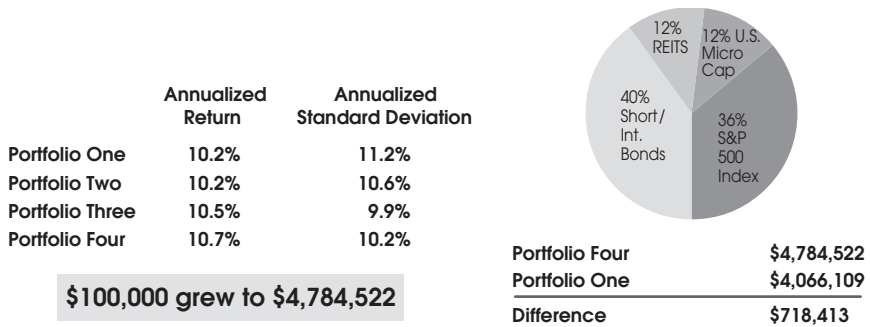 Annualized Return Annualized Standard Deviation
Portfolio One 10.2% 11.2%
Portfolio Two 10.2% 10.6%
Portfolio Three 10.5% 9.9%
Portfolio Four 10.7% 10.2%
$100,000 grew to $4,784,522
12%
REITS
12% U.S.
Micro
Cap
40%
Short/
Int.
Bonds
36%
S&P
500
Index
Portfolio Four $4,784,522
Portfolio One $4,066,109
Difference $718,413